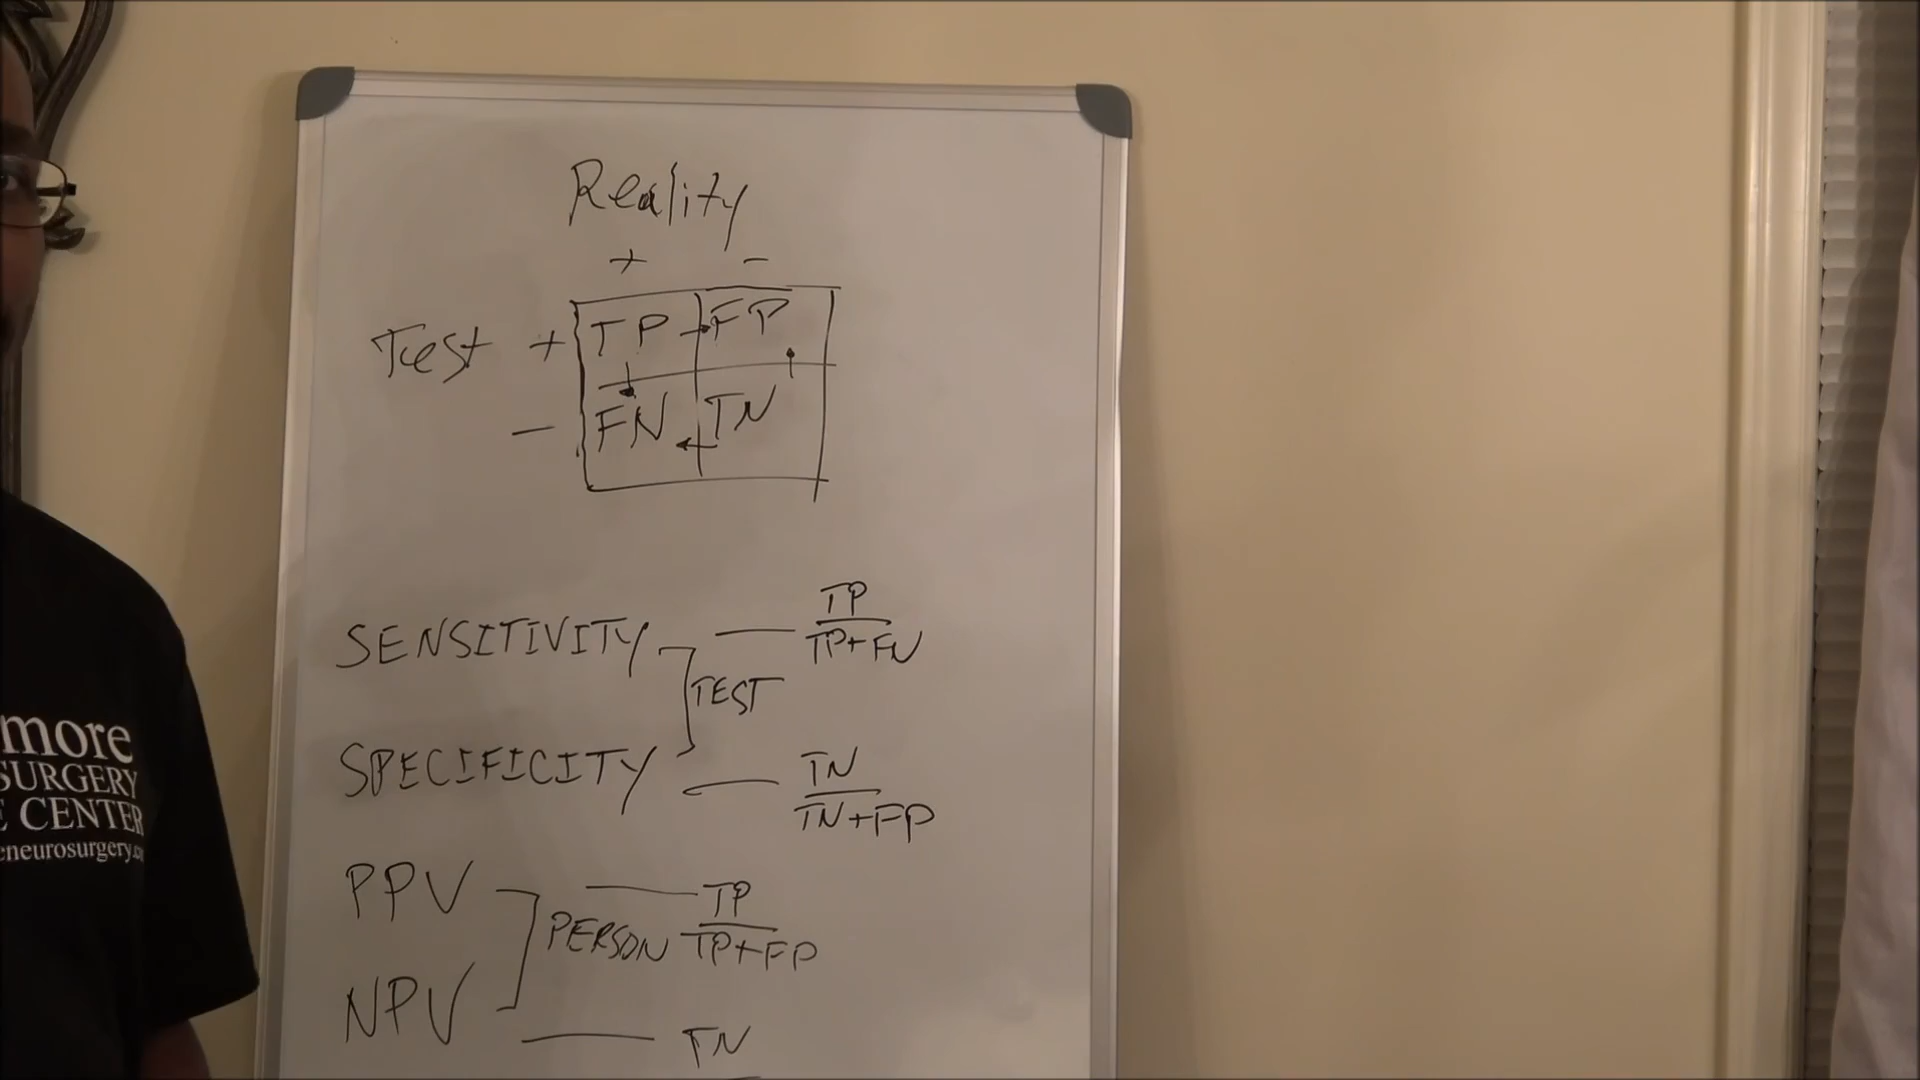 Reality
+ -
Test + TP FP
- FN TN
SENSITIVITY — TP
TP+FN
TEST
SPECIFICITY — TN
TN+FP
PPV — TP
PERSON TP+FP
NPV — TN
more
SURGERY
E CENTER
eneurosurgery.